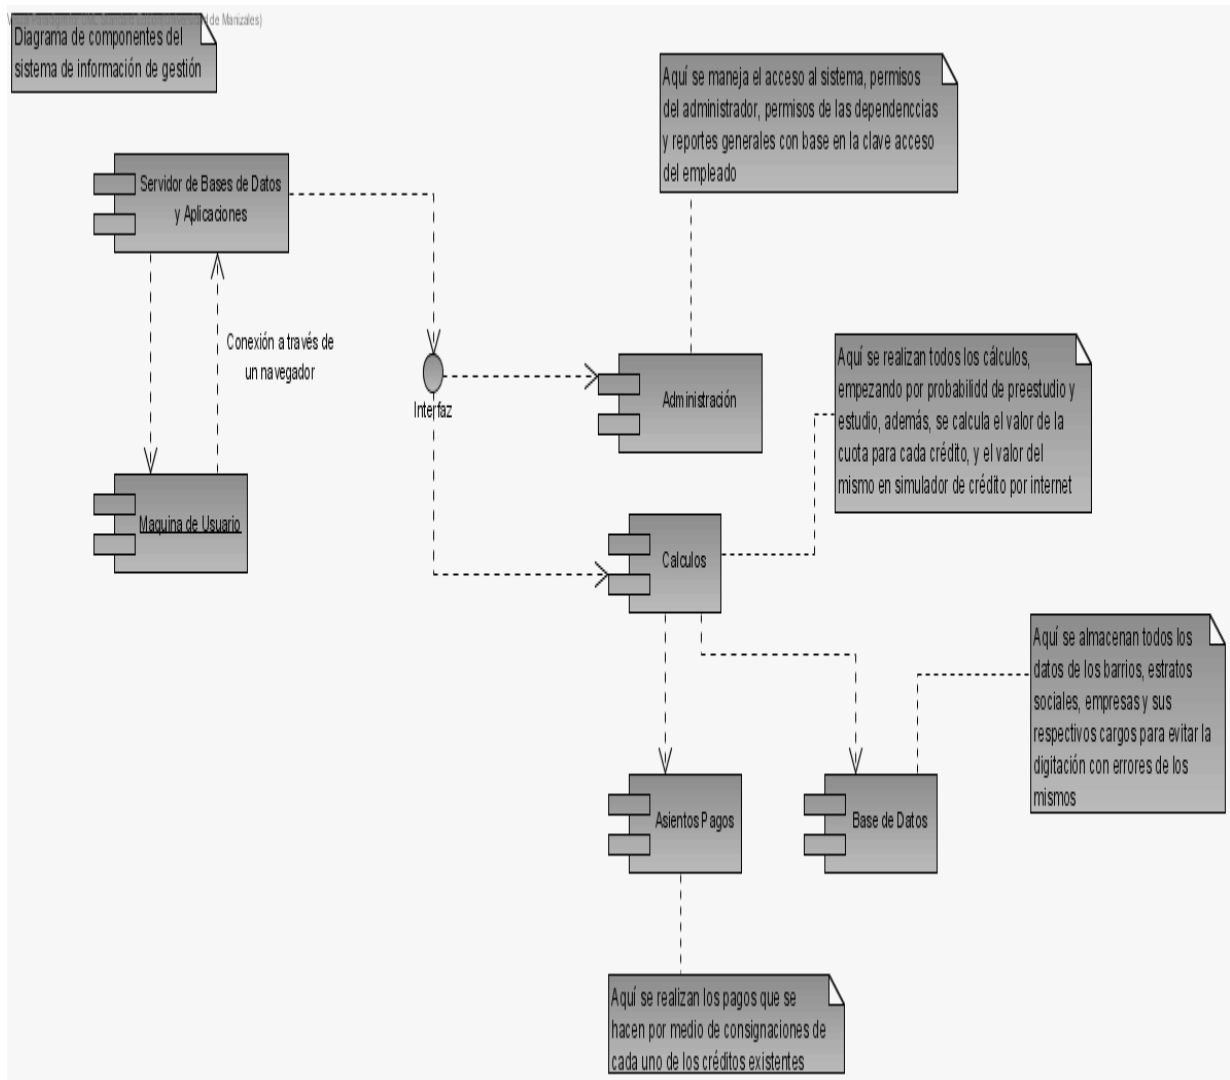 de Manizales)
Diagrama de componentes del
sistema de información de gestión
Aquí se maneja el acceso al sistema, permisos
del administrador, permisos de las dependenccias
y reportes generales con base en la clave acceso
del empleado
Servidor de Bases de Datos
y Aplicaciones
Conexión a través de
un navegador
Interfaz
Administración
Aquí se realizan todos los cálculos,
empezando por probabilidd de preestudio y
estudio, además, se calcula el valor de la
cuota para cada crédito, y el valor del
mismo en simulador de crédito por internet
Maquina de Usuario
Calculos
Aquí se almacenan todos los
datos de los barrios, estratos
sociales, empresas y sus
respectivos cargos para evitar la
digitación con errores de los
mismos
Asientos Pagos
Base de Datos
Aquí se realizan los pagos que se
hacen por medio de consignaciones de
cada uno de los créditos existentes